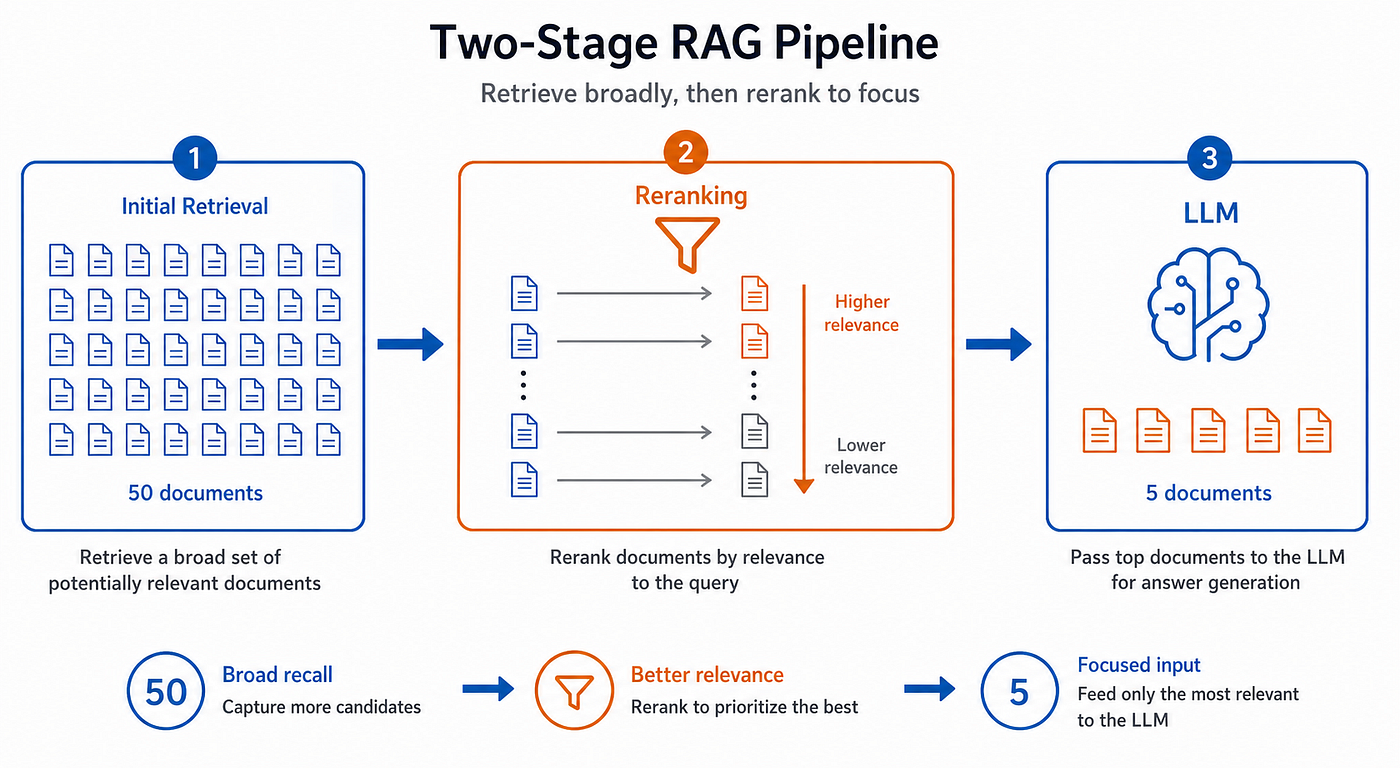 Two-Stage RAG Pipeline
Retrieve broadly, then rerank to focus
1
Initial Retrieval
50 documents
Retrieve a broad set of
potentially relevant documents
2
Reranking
Higher
relevance
Lower
relevance
Rerank documents by relevance
to the query
3
LLM
5 documents
Pass top documents to the LLM
for answer generation
50
Broad recall
Capture more candidates
Better relevance
Rerank to prioritize the best
5
Focused input
Feed only the most relevant
to the LLM